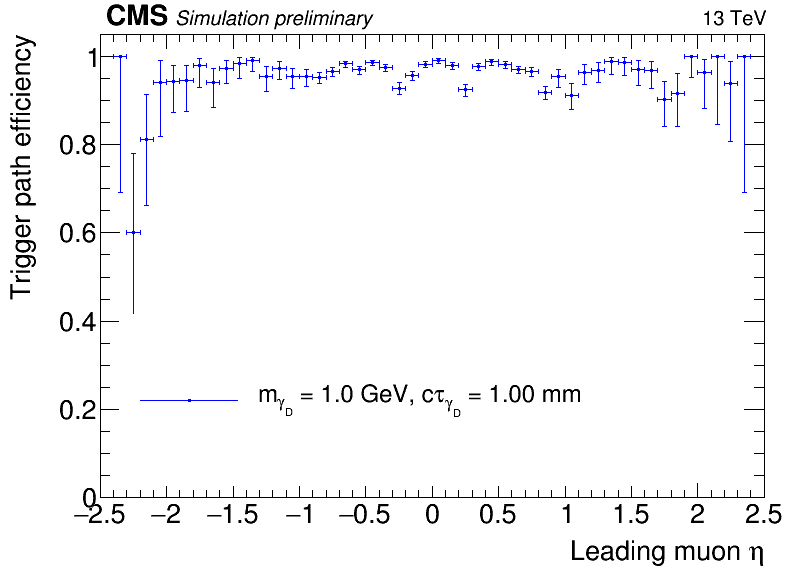 CMS Simulation preliminary 13 TeV
Trigger path efficiency
1
0.8
0.6
0.4
0.2
0
m_γ_D = 1.0 GeV, cτ_γ_D = 1.00 mm
−2.5 −2 −1.5 −1 −0.5 0 0.5 1 1.5 2 2.5
Leading muon η